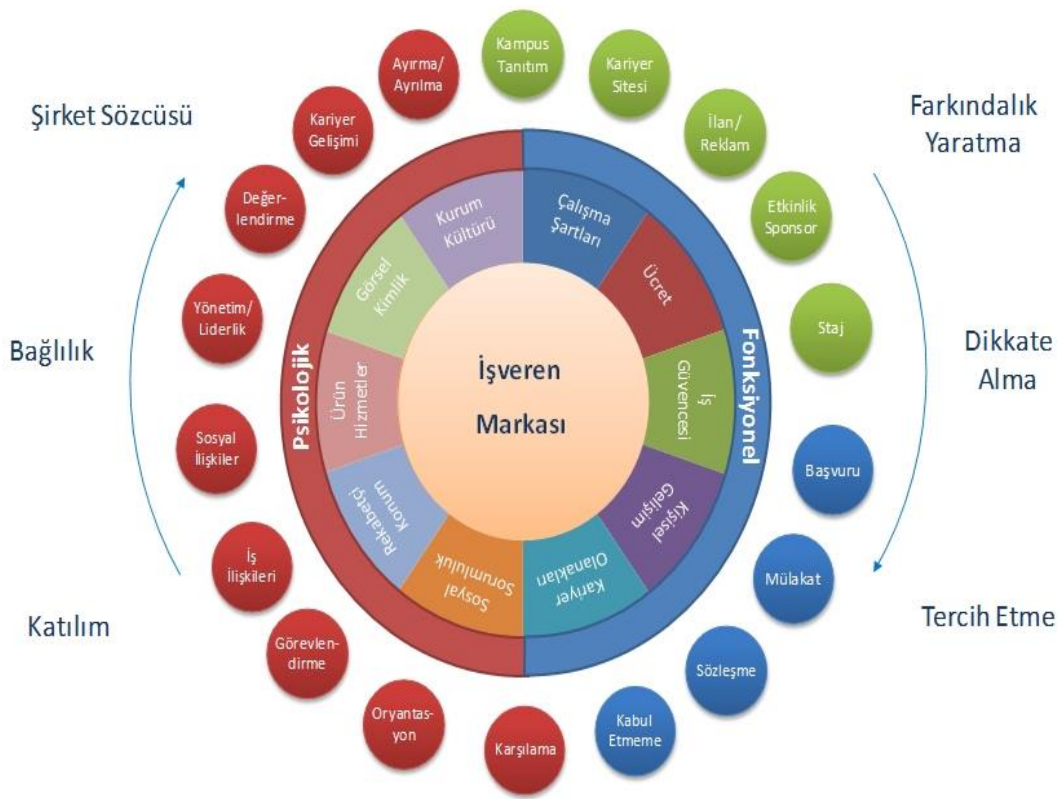 Kampus
Tanıtım
Kariyer
Sitesi
İlan/
Reklam
Etkinlik
Sponsor
Staj
Başvuru
Mülakat
Sözleşme
Kabul
Etmeme
Karşılama
Oryantas-
yon
Görevlen-
dirme
İş
İlişkileri
Sosyal
İlişkiler
Yönetim/
Liderlik
Değer-
lendirme
Kariyer
Gelişimi
Ayırma/
Ayrılma
Farkındalık
Yaratma
Dikkate
Alma
Tercih Etme
Katılım
Bağlılık
Şirket Sözcüsü
Psikolojik
Fonksiyonel
Çalışma
Şartları
Ücret
İş
Güvencesi
Kişisel
Gelişim
Kariyer
Olanakları
Sosyal
Sorumluluk
Rekabetçi
Konum
Ürün
Hizmetler
Görsel
Kimlik
Kurum
Kültürü
İşveren
Markası